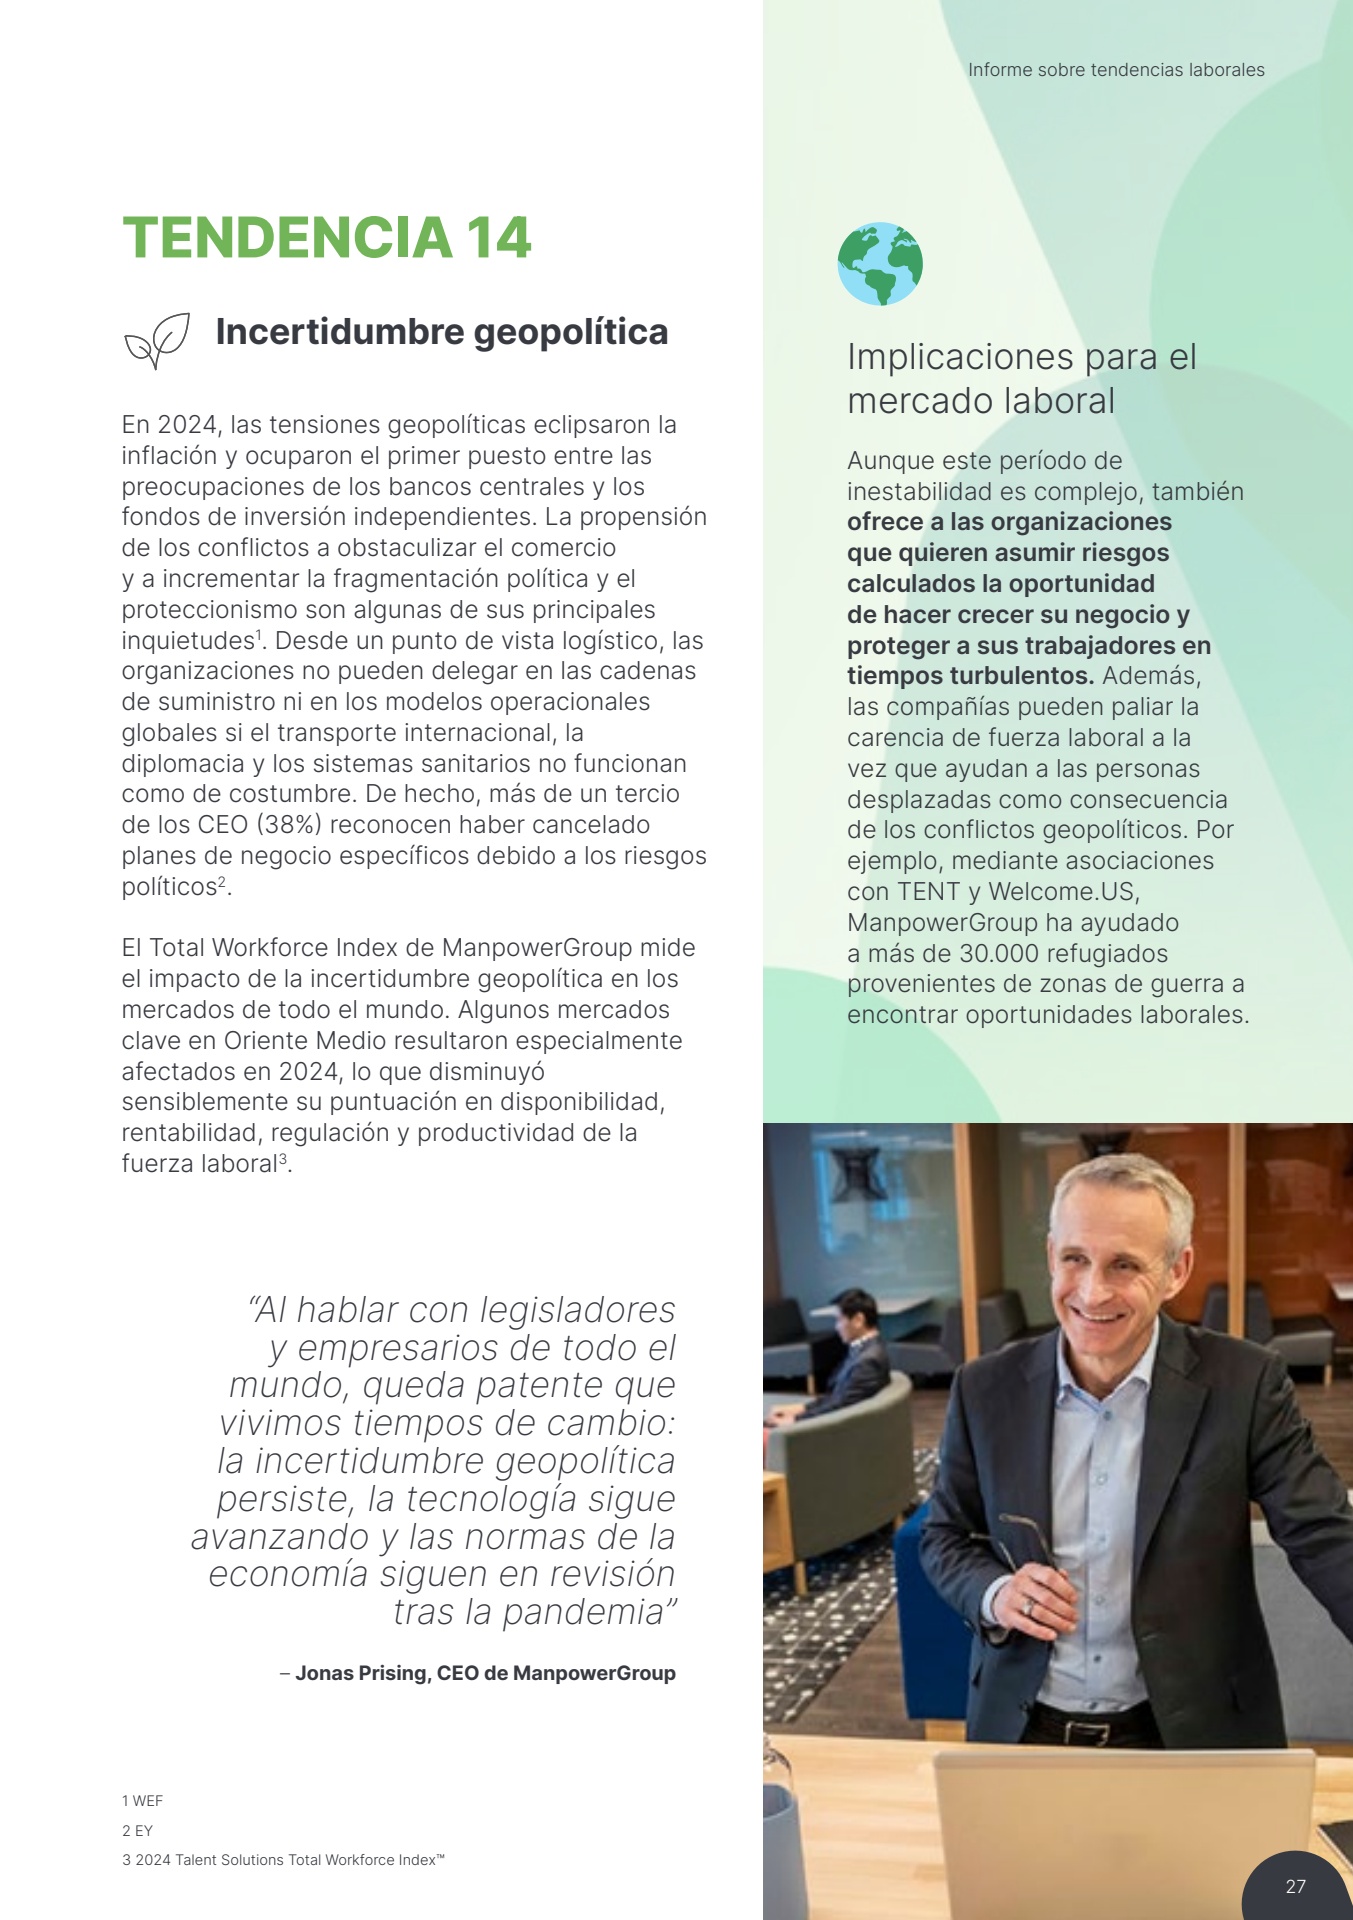 Informe sobre tendencias laborales
TENDENCIA 14
Incertidumbre geopolítica
En 2024, las tensiones geopolíticas eclipsaron la
inflación y ocuparon el primer puesto entre las
preocupaciones de los bancos centrales y los
fondos de inversión independientes. La propensión
de los conflictos a obstaculizar el comercio
y a incrementar la fragmentación política y el
proteccionismo son algunas de sus principales
inquietudes¹. Desde un punto de vista logístico, las
organizaciones no pueden delegar en las cadenas
de suministro ni en los modelos operacionales
globales si el transporte internacional, la
diplomacia y los sistemas sanitarios no funcionan
como de costumbre. De hecho, más de un tercio
de los CEO (38%) reconocen haber cancelado
planes de negocio específicos debido a los riesgos
políticos².
El Total Workforce Index de ManpowerGroup mide
el impacto de la incertidumbre geopolítica en los
mercados de todo el mundo. Algunos mercados
clave en Oriente Medio resultaron especialmente
afectados en 2024, lo que disminuyó
sensiblemente su puntuación en disponibilidad,
rentabilidad, regulación y productividad de la
fuerza laboral³.
“Al hablar con legisladores
y empresarios de todo el
mundo, queda patente que
vivimos tiempos de cambio:
la incertidumbre geopolítica
persiste, la tecnología sigue
avanzando y las normas de la
economía siguen en revisión
tras la pandemia”
– Jonas Prising, CEO de ManpowerGroup
1 WEF
2 EY
3 2024 Talent Solutions Total Workforce Index™
Implicaciones para el
mercado laboral
Aunque este período de
inestabilidad es complejo, también
ofrece a las organizaciones
que quieren asumir riesgos
calculados la oportunidad
de hacer crecer su negocio y
proteger a sus trabajadores en
tiempos turbulentos. Además,
las compañías pueden paliar la
carencia de fuerza laboral a la
vez que ayudan a las personas
desplazadas como consecuencia
de los conflictos geopolíticos. Por
ejemplo, mediante asociaciones
con TENT y Welcome.US,
ManpowerGroup ha ayudado
a más de 30.000 refugiados
provenientes de zonas de guerra a
encontrar oportunidades laborales.
27